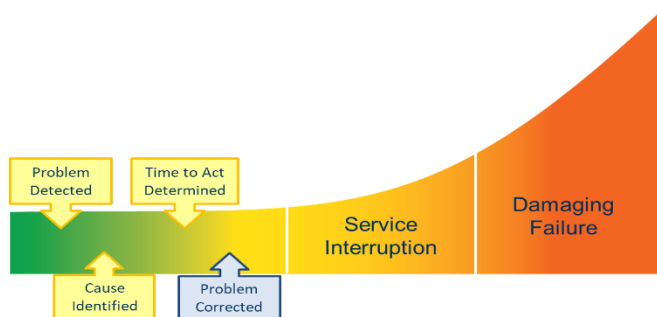 Problem
Detected
Time to Act
Determined
Service
Interruption
Damaging
Failure
Cause
Identified
Problem
Corrected